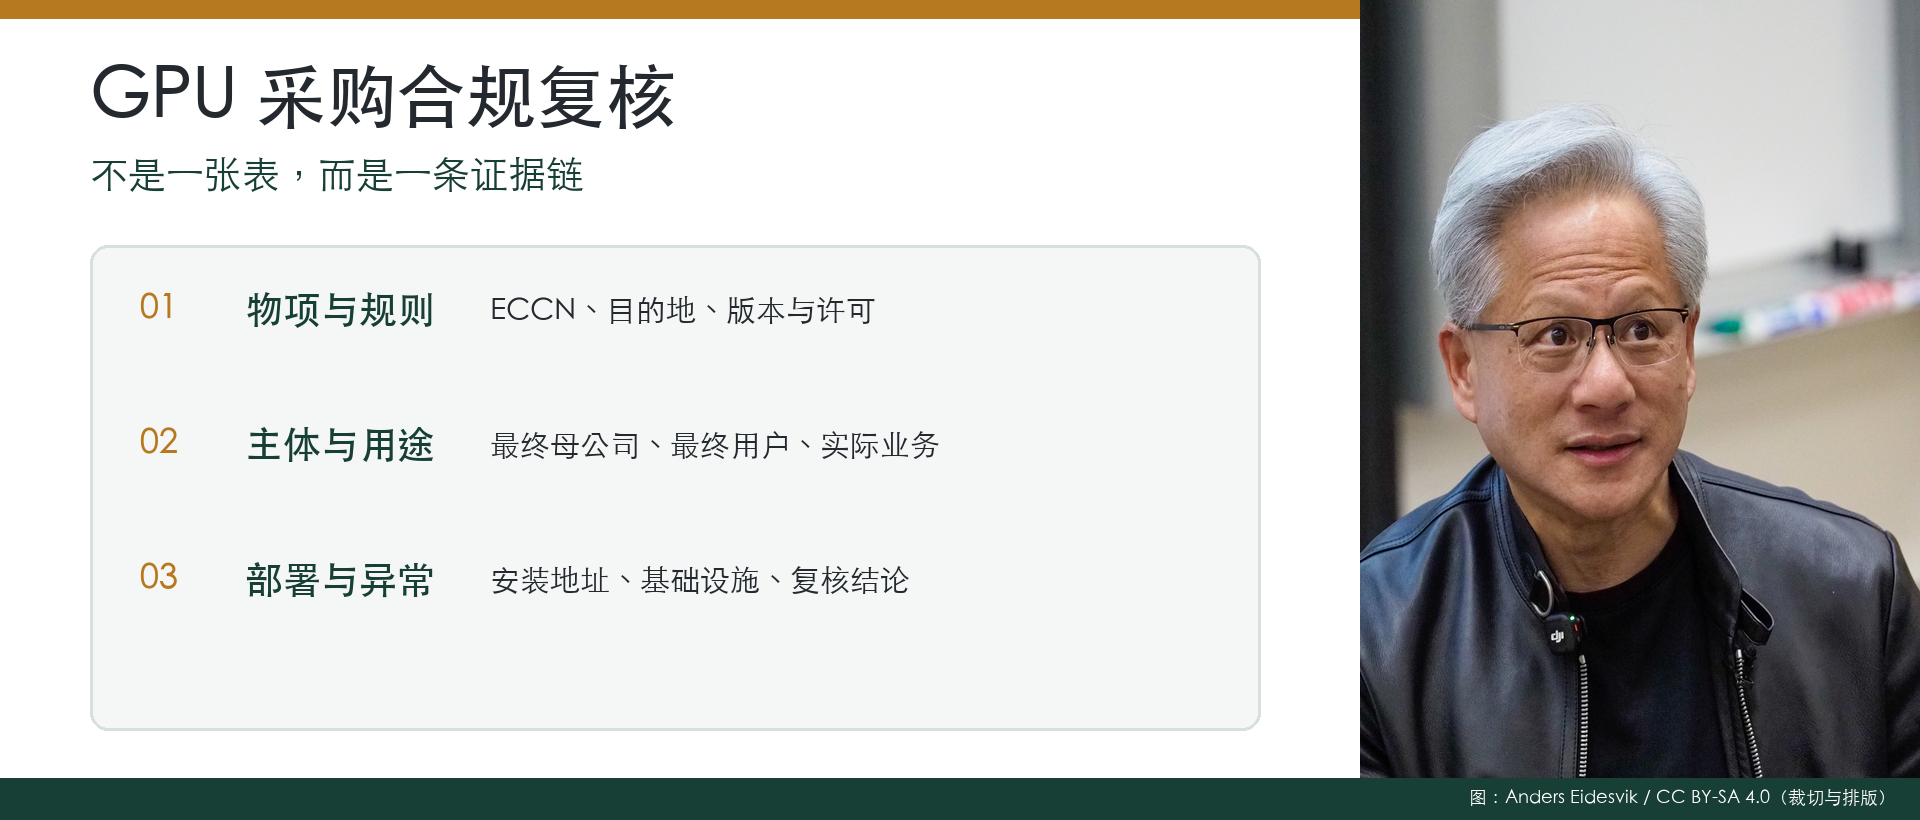 GPU 采购合规复核
不是一张表，而是一条证据链
01 物项与规则 ECCN、目的地、版本与许可
02 主体与用途 最终母公司、最终用户、实际业务
03 部署与异常 安装地址、基础设施、复核结论
dji
图：Anders Eidesvik / CC BY-SA 4.0（裁切与排版）